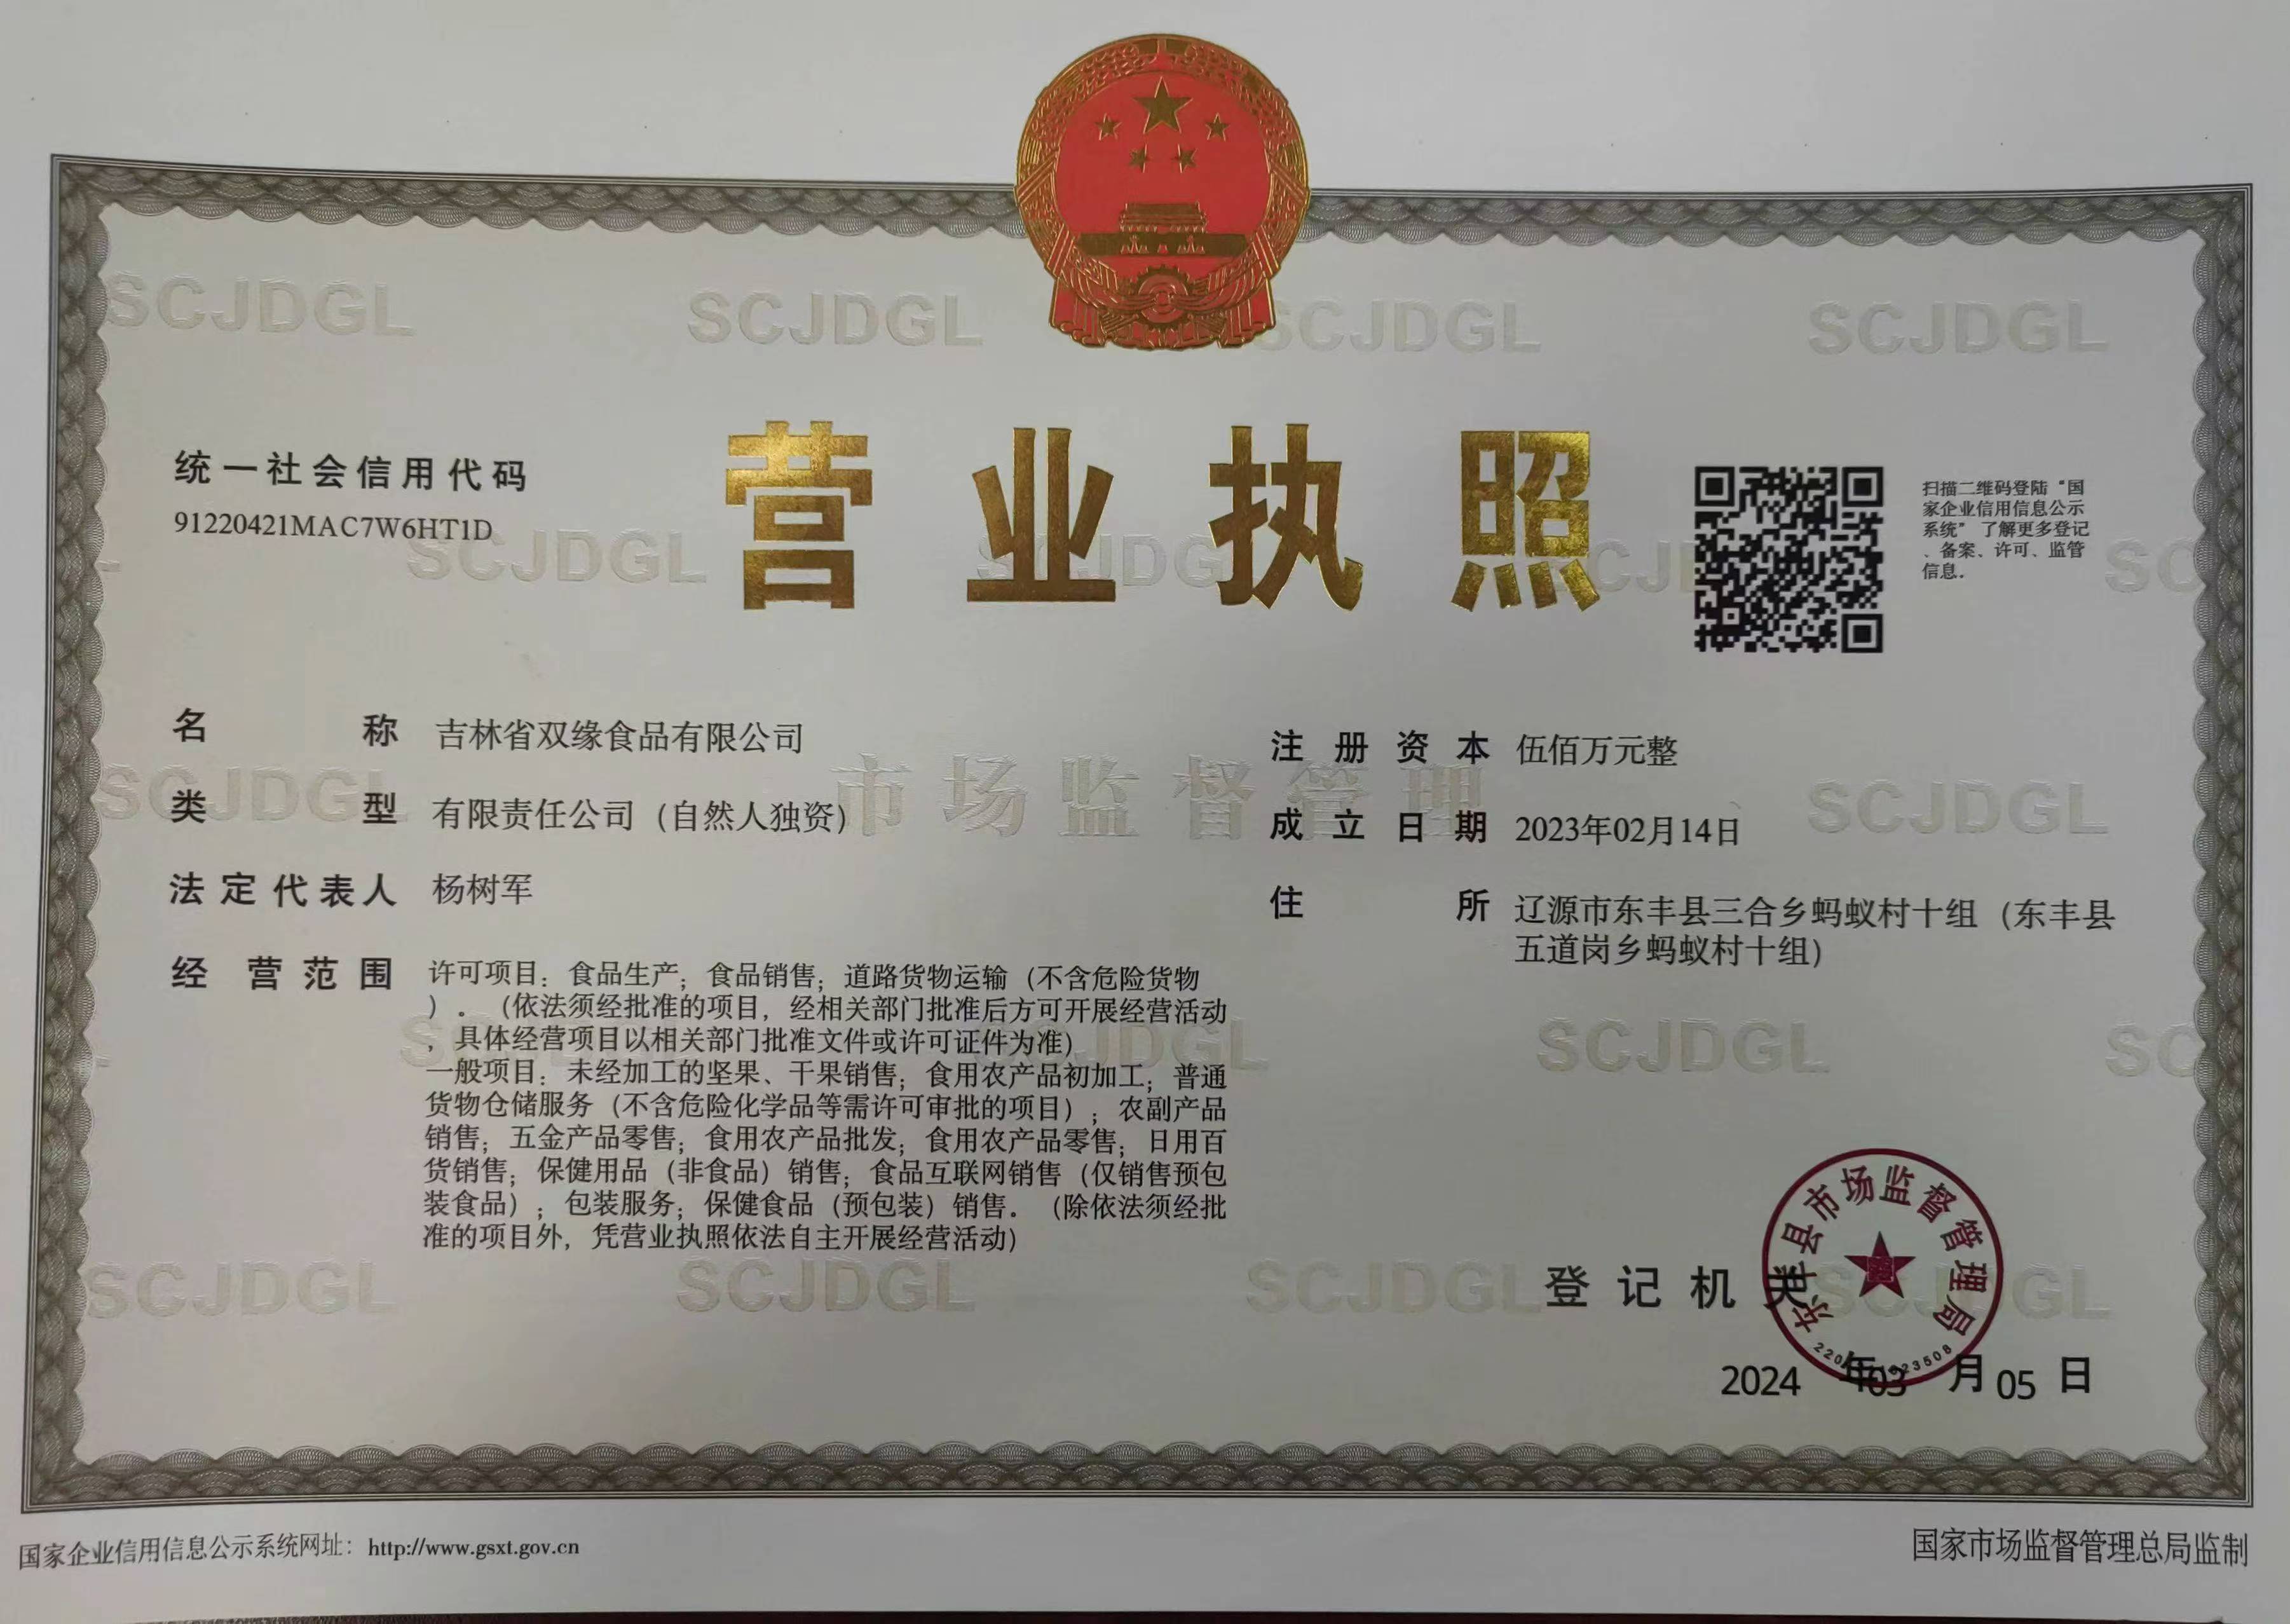 营业执照
统一社会信用代码
91220421MAC7W6HT1D
扫描二维码登陆“国
家企业信用信息公示
系统”了解更多登记
、备案、许可、监管
信息.
名称 吉林省双缘食品有限公司
类型 有限责任公司（自然人独资）
法定代表人 杨树军
经营范围 许可项目：食品生产；食品销售；道路货物运输（不含危险货物
）。（依法须经批准的项目，经相关部门批准后方可开展经营活动
，具体经营项目以相关部门批准文件或许可证件为准）
一般项目：未经加工的坚果、干果销售；食用农产品初加工；普通
货物仓储服务（不含危险化学品等需许可审批的项目）；农副产品
销售；五金产品零售；食用农产品批发；食用农产品零售；日用百
货销售；保健用品（非食品）销售；食品互联网销售（仅销售预包
装食品）；包装服务；保健食品（预包装）销售。（除依法须经批
准的项目外，凭营业执照依法自主开展经营活动）
注册资本 伍佰万元整
成立日期 2023年02月14日
住所 辽源市东丰县三合乡蚂蚁村十组（东丰县
五道岗乡蚂蚁村十组）
市场监督管理
SCJDGL
登记机关
东丰县市场监督管理局
2024年03月05日
国家企业信用信息公示系统网址：http://www.gsxt.gov.cn
国家市场监督管理总局监制